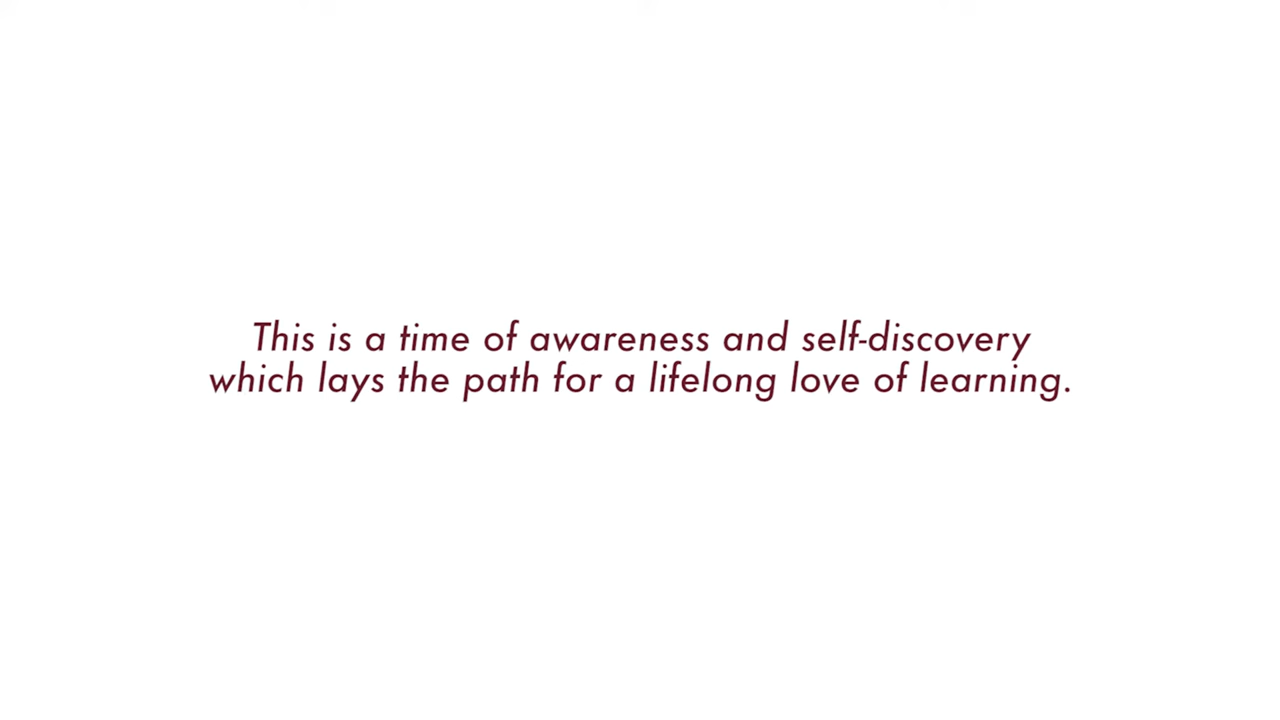 This is a time of awareness and self-discovery
which lays the path for a lifelong love of learning.